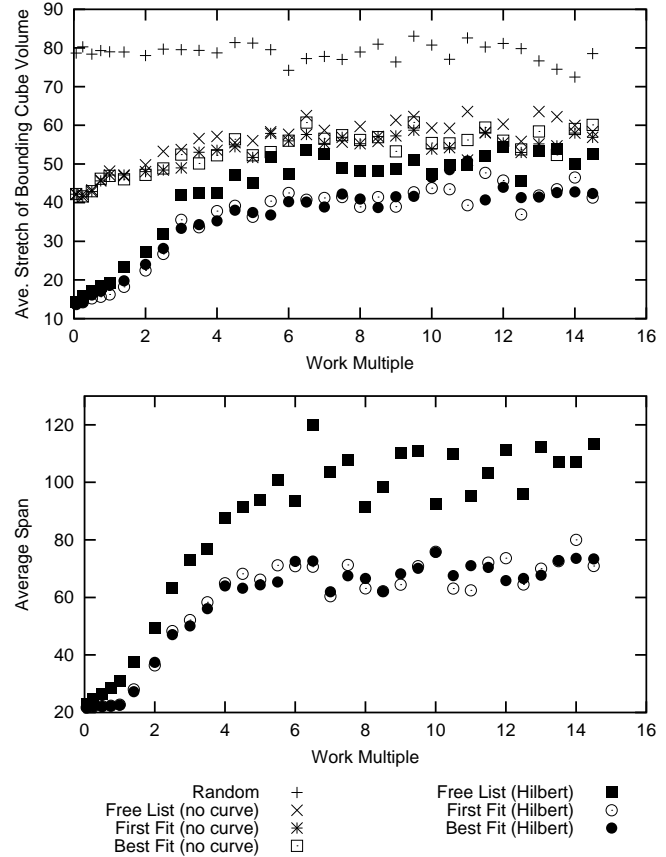 Ave. Stretch of Bounding Cube Volume
90
80
70
60
50
40
30
20
10
0 2 4 6 8 10 12 14 16
Work Multiple
Average Span
120
100
80
60
40
20
0 2 4 6 8 10 12 14 16
Work Multiple
Random
Free List (no curve)
First Fit (no curve)
Best Fit (no curve)
Free List (Hilbert)
First Fit (Hilbert)
Best Fit (Hilbert)